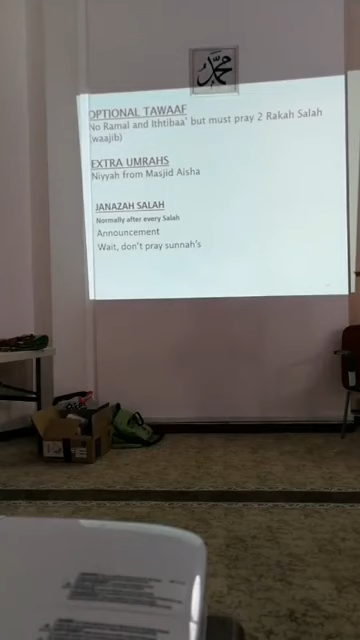 محمد
OPTIONAL TAWAAF
No Ramal and Ithtibaa' but must pray 2 Rakah Salah
(waajib)
EXTRA UMRAHS
Niyyah from Masjid Aisha
JANAZAH SALAH
Normally after every Salah
Announcement
Wait, don't pray sunnah's